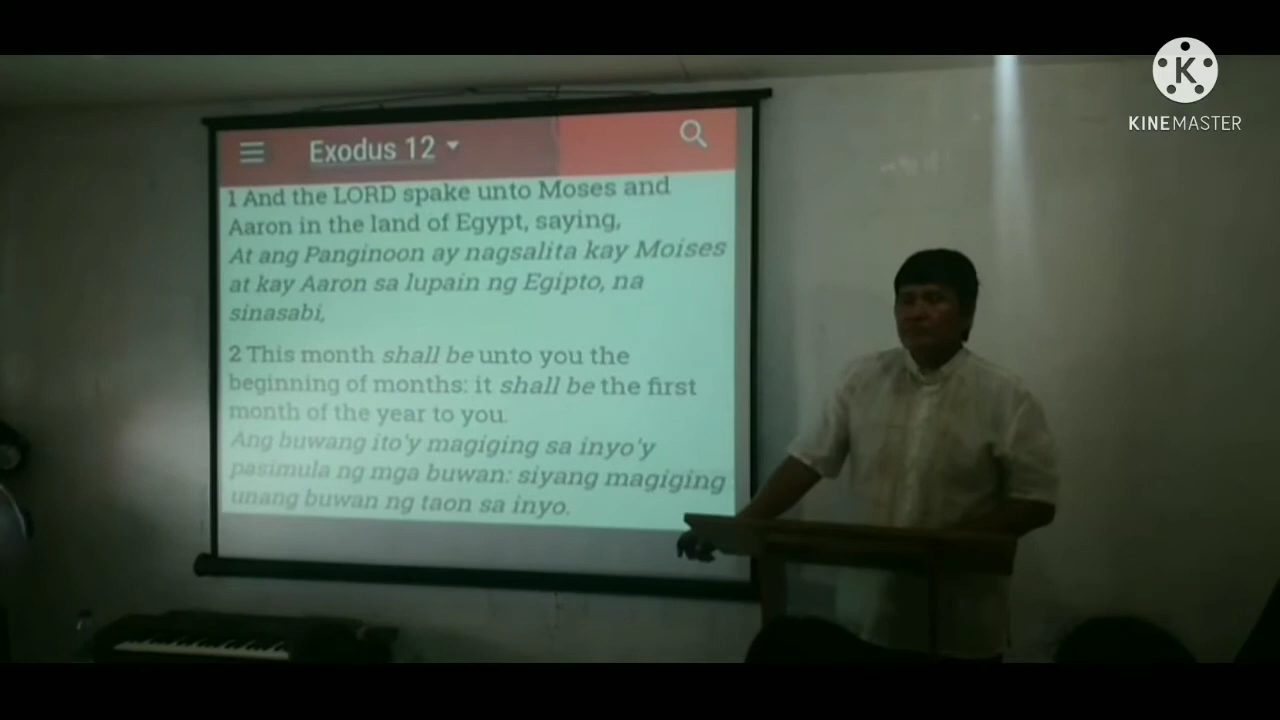 Exodus 12
1 And the LORD spake unto Moses and
Aaron in the land of Egypt, saying,
At ang Panginoon ay nagsalita kay Moises
at kay Aaron sa lupain ng Egipto, na
sinasabi,
2 This month shall be unto you the
beginning of months: it shall be the first
month of the year to you.
Ang buwang ito'y magiging sa inyo'y
pasimula ng mga buwan: siyang magiging
unang buwan ng taon sa inyo.
K
KINEMASTER